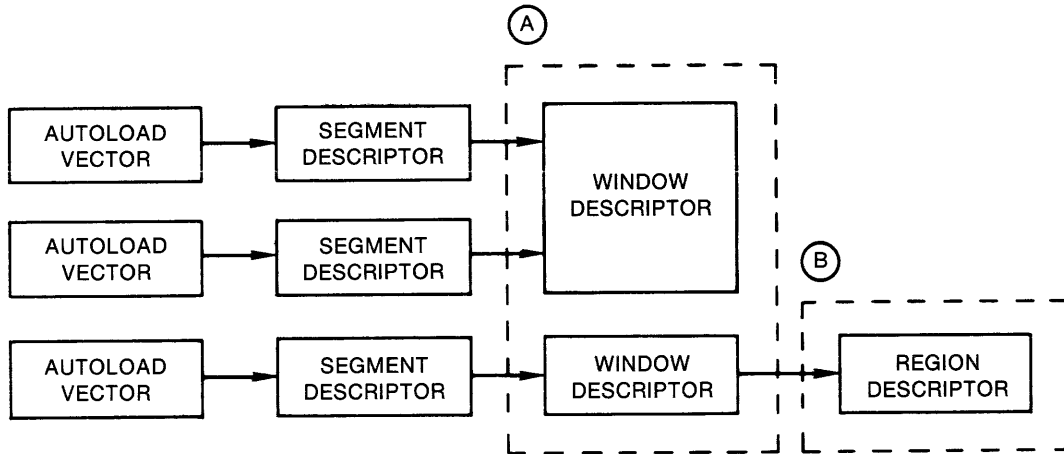 A
AUTOLOAD
VECTOR
SEGMENT
DESCRIPTOR
WINDOW
DESCRIPTOR
AUTOLOAD
VECTOR
SEGMENT
DESCRIPTOR
B
AUTOLOAD
VECTOR
SEGMENT
DESCRIPTOR
WINDOW
DESCRIPTOR
REGION
DESCRIPTOR